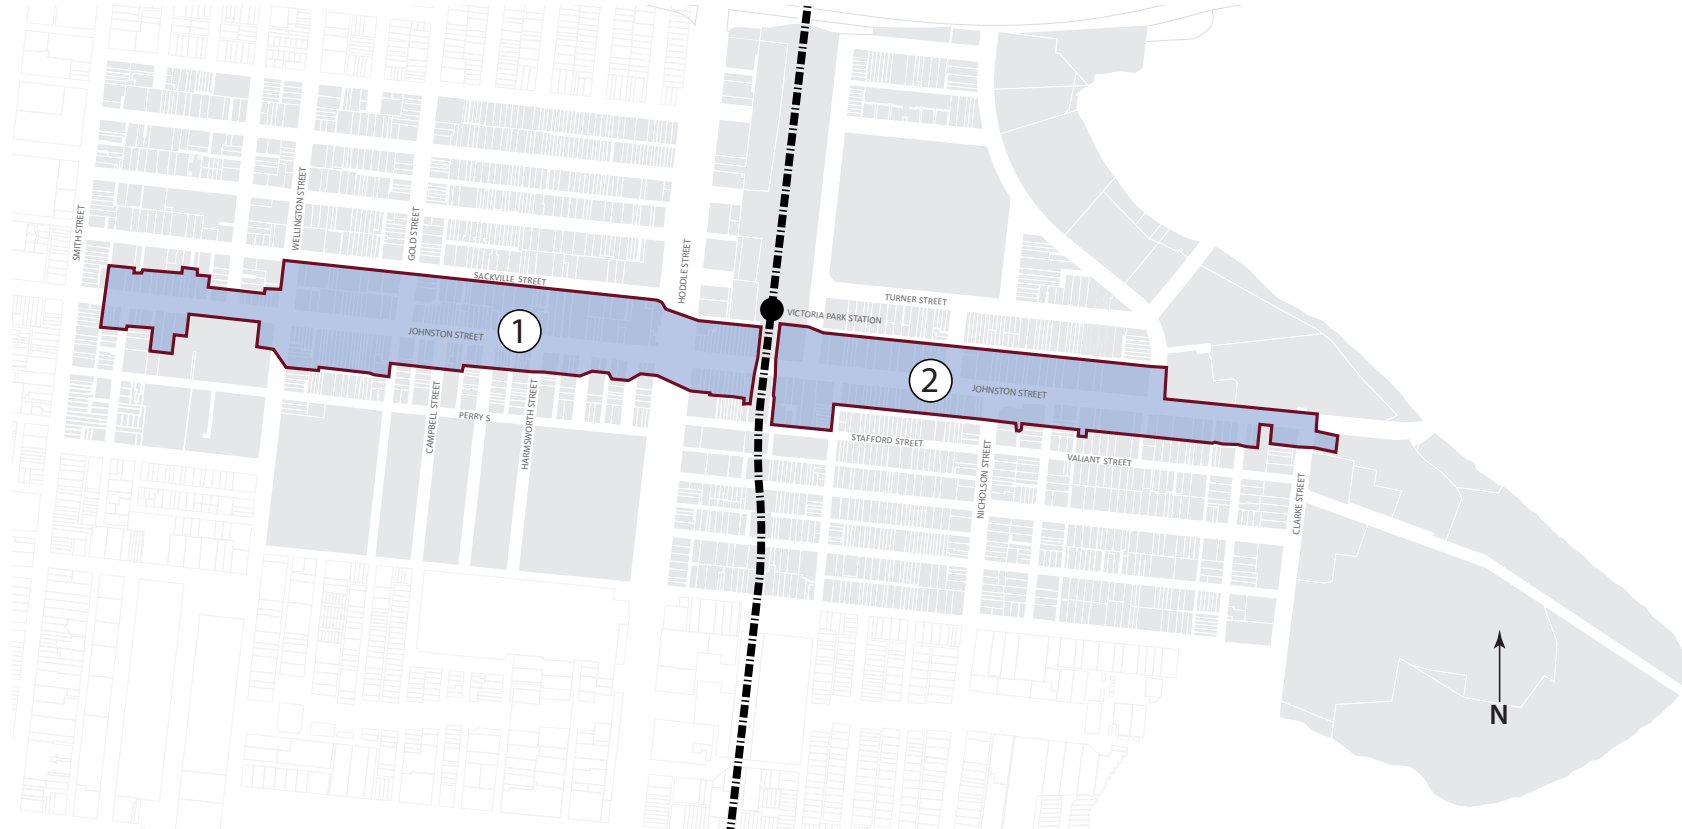 SMITH STREET
WELLINGTON STREET
GOLD STREET
SACKVILLE STREET
HODDLE STREET
TURNER STREET
VICTORIA PARK STATION
JOHNSTON STREET
1
2
JOHNSTON STREET
CAMPBELL STREET
PERRY S
HARMSWORTH STREET
STAFFORD STREET
NICHOLSON STREET
VALIANT STREET
CLARKE STREET
N